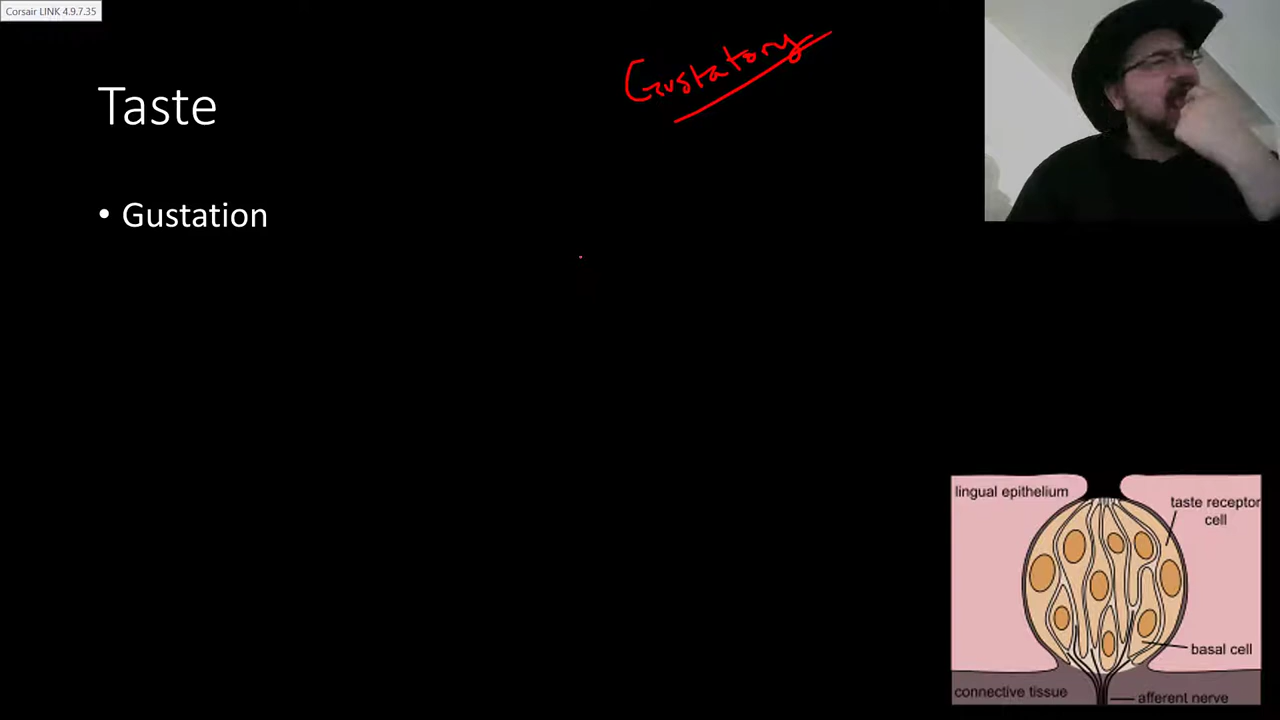 Corsair LINK 4.9.7.35
Gustatory
Taste
• Gustation
lingual epithelium
taste receptor
cell
basal cell
connective tissue
afferent nerve